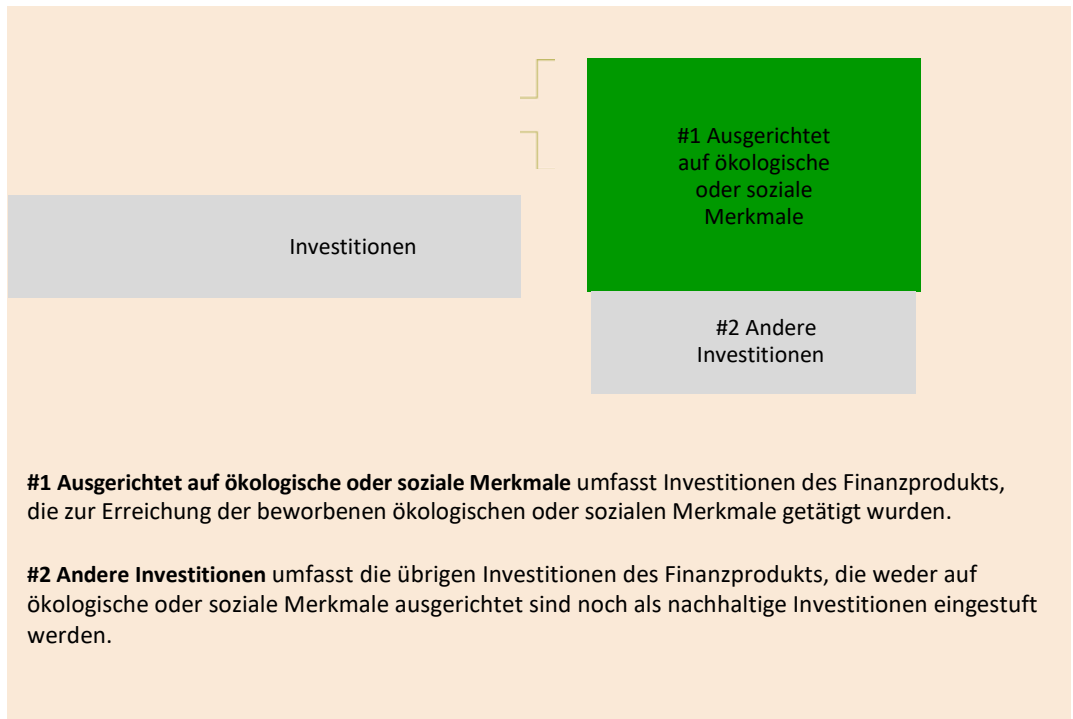 #1 Ausgerichtet
auf ökologische
oder soziale
Merkmale
Investitionen
#2 Andere
Investitionen
#1 Ausgerichtet auf ökologische oder soziale Merkmale umfasst Investitionen des Finanzprodukts,
die zur Erreichung der beworbenen ökologischen oder sozialen Merkmale getätigt wurden.
#2 Andere Investitionen umfasst die übrigen Investitionen des Finanzprodukts, die weder auf
ökologische oder soziale Merkmale ausgerichtet sind noch als nachhaltige Investitionen eingestuft
werden.